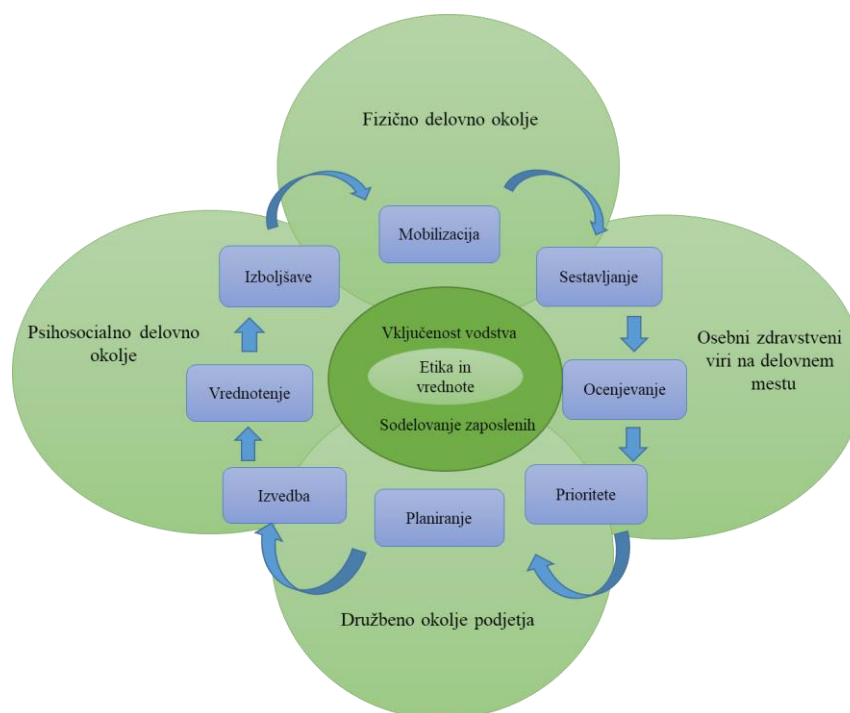 Fizično delovno okolje
Mobilizacija
Izboljšave
Sestavljanje
Psihosocialno delovno
okolje
Vključenost vodstva
Osebni zdravstveni
viri na delovnem
mestu
Etika in
vrednote
Vrednotenje
Ocenjevanje
Sodelovanje zaposlenih
Izvedba
Planiranje
Prioritete
Družbeno okolje podjetja